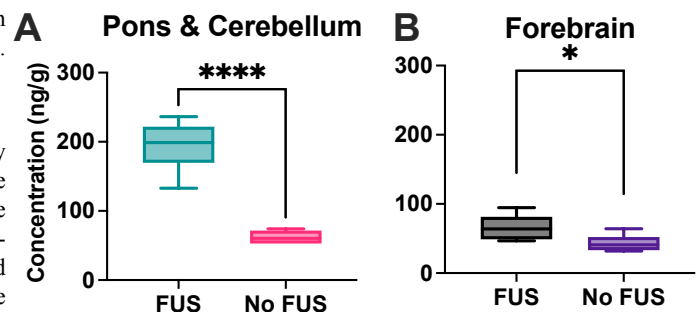 A Pons & Cerebellum
Concentration (ng/g)
300
200
100
0
****
FUS No FUS
B Forebrain
300
200
100
0
*
FUS No FUS